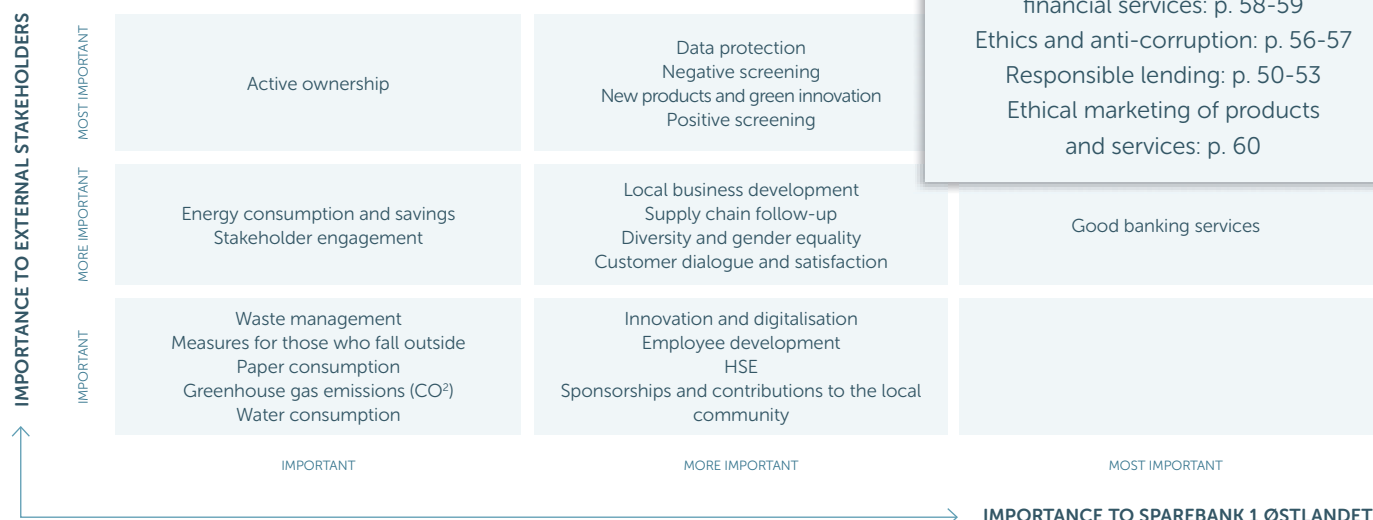 IMPORTANCE TO EXTERNAL STAKEHOLDERS
MOST IMPORTANT
Active ownership
Data protection
Negative screening
New products and green innovation
Positive screening
financial services: p. 58-59
Ethics and anti-corruption: p. 56-57
Responsible lending: p. 50-53
Ethical marketing of products
and services: p. 60
MORE IMPORTANT
Energy consumption and savings
Stakeholder engagement
Local business development
Supply chain follow-up
Diversity and gender equality
Customer dialogue and satisfaction
Good banking services
IMPORTANT
Waste management
Measures for those who fall outside
Paper consumption
Greenhouse gas emissions (CO²)
Water consumption
Innovation and digitalisation
Employee development
HSE
Sponsorships and contributions to the local
community
IMPORTANT
MORE IMPORTANT
MOST IMPORTANT
IMPORTANCE TO SPAREBANK 1 ØSTLANDET